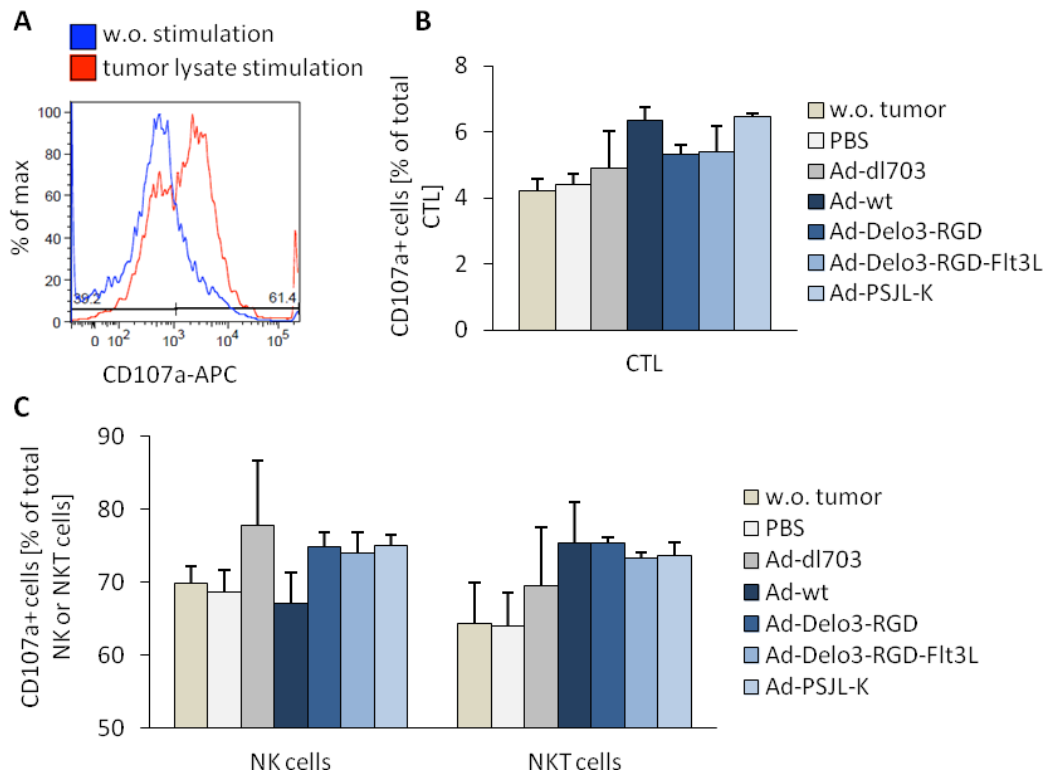 A
w.o. stimulation
tumor lysate stimulation
% of max
100
80
60
40
20
0
39.2
61.4
0 10² 10³ 10⁴ 10⁵
CD107a-APC
B
CD107a+ cells [% of total
CTL]
8
6
4
2
0
CTL
w.o. tumor
PBS
Ad-dl703
Ad-wt
Ad-Delo3-RGD
Ad-Delo3-RGD-Flt3L
Ad-PSJL-K
C
CD107a+ cells [% of total
NK or NKT cells]
90
80
70
60
50
NK cells
NKT cells
w.o. tumor
PBS
Ad-dl703
Ad-wt
Ad-Delo3-RGD
Ad-Delo3-RGD-Flt3L
Ad-PSJL-K